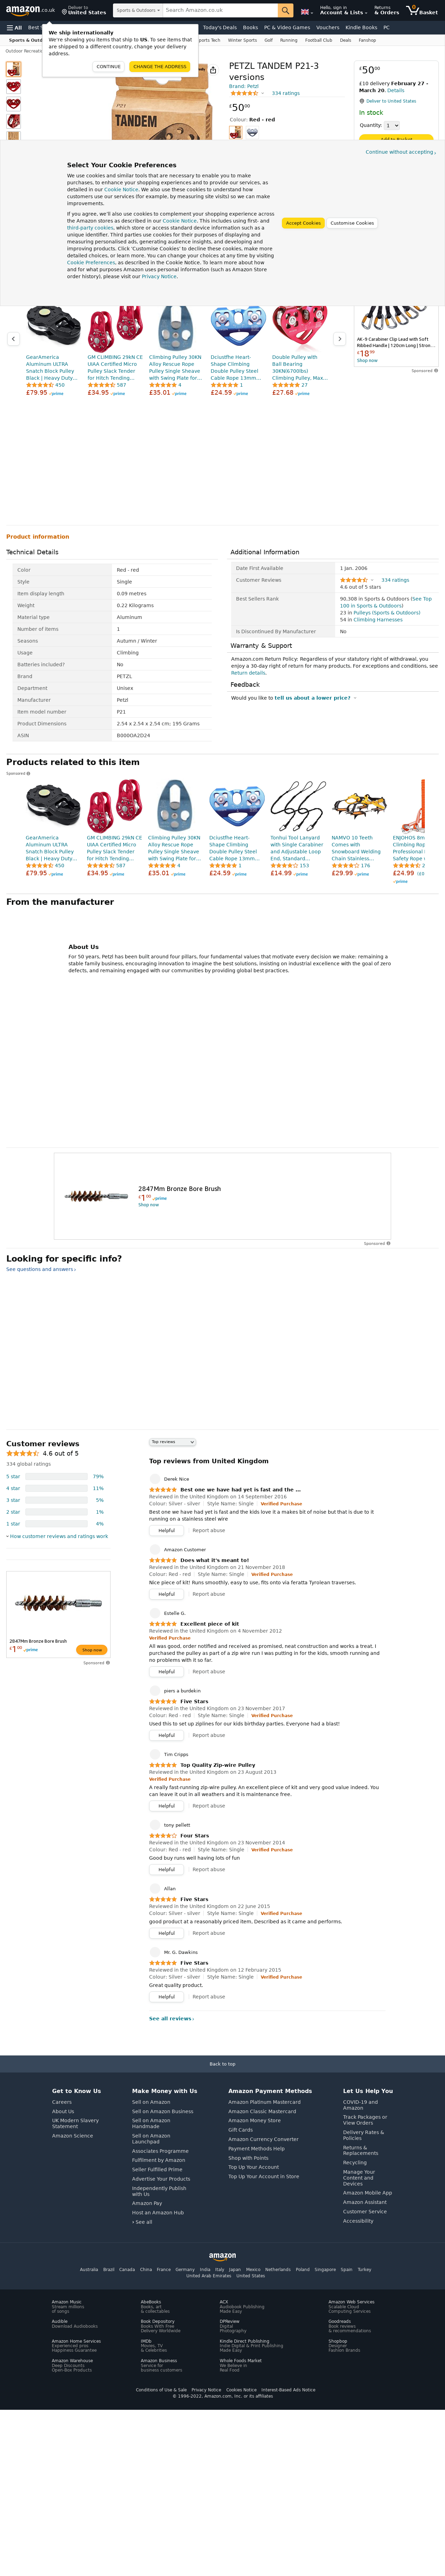 amazon.co.uk
Deliver to
United States
Sports & Outdoors
Search Amazon.co.uk
Hello, sign in
Account & Lists
Returns
& Orders
0
Basket
All
Today's Deals
Books
PC & Video Games
Vouchers
Kindle Books
PC
We ship internationally
We're showing you items that ship to US. To see items that are shipped to a different country, change your delivery address.
CONTINUE
CHANGE THE ADDRESS
Winter Sports
Golf
Running
Football Club
Deals
Fanshop
P21
TANDEM
PETZL TANDEM P21-3 versions
Brand: Petzl
334 ratings
£50⁰⁰
Colour: Red - red
£50⁰⁰
£10 delivery February 27 - March 20. Details
Deliver to United States
In stock
Quantity: 1
Select Your Cookie Preferences
We use cookies and similar tools that are necessary to enable you to make purchases, to enhance your shopping experiences and to provide our services, as detailed in our Cookie Notice. We also use these cookies to understand how customers use our services (for example, by measuring site visits) so we can make improvements.
If you agree, we'll also use cookies to complement your shopping experience across the Amazon stores as described in our Cookie Notice. This includes using first- and third-party cookies, which store or access standard device information such as a unique identifier. Third parties use cookies for their purposes of displaying and measuring personalised ads, generating audience insights, and developing and improving products. Click "Customise Cookies" to decline these cookies, make more detailed choices, or learn more. You can change your choices at any time by visiting Cookie Preferences, as described in the Cookie Notice. To learn more about how and for what purposes Amazon uses personal information (such as Amazon Store order history), please visit our Privacy Notice.
Accept Cookies
Customise Cookies
Continue without accepting
GearAmerica Aluminum ULTRA Snatch Block Pulley Black | Heavy Duty...
450
£79.95 prime
GM CLIMBING 29kN CE UIAA Certified Micro Pulley Slack Tender for Hitch Tending...
587
£34.95 prime
Climbing Pulley 30KN Alloy Rescue Rope Pulley Single Sheave with Swing Plate for...
4
£35.01 prime
Dciustfhe Heart-Shape Climbing Double Pulley Steel Cable Rope 13mm...
1
£24.59 prime
Double Pulley with Ball Bearing 30KN(6700lbs) Climbing Pulley, Max...
27
£27.68 prime
AK-9 Carabiner Clip Lead with Soft Ribbed Handle | 120cm Long | Stron...
£18⁹⁹
Shop now
Sponsored
Product information
Technical Details
Color Red - red
Style Single
Item display length 0.09 metres
Weight 0.22 Kilograms
Material type Aluminum
Number of Items 1
Seasons Autumn / Winter
Usage Climbing
Batteries Included? No
Brand PETZL
Department Unisex
Manufacturer Petzl
Item model number P21
Product Dimensions 2.54 x 2.54 x 2.54 cm; 195 Grams
ASIN B000OA2D24
Additional Information
Date First Available 1 Jan. 2006
Customer Reviews 334 ratings
4.6 out of 5 stars
Best Sellers Rank 90,308 in Sports & Outdoors (See Top 100 in Sports & Outdoors)
23 in Pulleys (Sports & Outdoors)
54 in Climbing Harnesses
Is Discontinued By Manufacturer No
Warranty & Support
Amazon.com Return Policy: Regardless of your statutory right of withdrawal, you enjoy a 30-day right of return for many products. For exceptions and conditions, see Return details.
Feedback
Would you like to tell us about a lower price?
Products related to this item
Sponsored
GearAmerica Aluminum ULTRA Snatch Block Pulley Black | Heavy Duty...
450
£79.95 prime
GM CLIMBING 29kN CE UIAA Certified Micro Pulley Slack Tender for Hitch Tending...
587
£34.95 prime
Climbing Pulley 30KN Alloy Rescue Rope Pulley Single Sheave with Swing Plate for...
4
£35.01 prime
Dciustfhe Heart-Shape Climbing Double Pulley Steel Cable Rope 13mm...
1
£24.59 prime
Tonhui Tool Lanyard with Single Carabiner and Adjustable Loop End, Standard...
153
£14.99 prime
NAMVO 10 Teeth Comes with Snowboard Welding Chain Stainless...
176
£29.99 prime
£24.99
prime
From the manufacturer
About Us
For 50 years, Petzl has been built around four pillars, four fundamental values that motivate every decision we make: remaining a stable family business, encouraging innovation in order to provide the best solutions, insisting on industrial excellence with the goal of zero defects, and remaining engaged with our communities by providing global best practices.
2847Mm Bronze Bore Brush
£1⁰⁰ prime
Shop now
Sponsored
Looking for specific info?
See questions and answers
Customer reviews
4.6 out of 5
334 global ratings
5 star 79%
4 star 11%
3 star 5%
2 star 1%
1 star 4%
How customer reviews and ratings work
2847Mm Bronze Bore Brush
£1⁰⁰ prime
Shop now
Sponsored
Top reviews
Top reviews from United Kingdom
Derek Nice
Best one we have had yet is fast and the ...
Reviewed in the United Kingdom on 14 September 2016
Colour: Silver - silver Style Name: Single Verified Purchase
Best one we have had yet is fast and the kids love it a makes bit of noise but that is due to it running on a stainless steel wire
Helpful
Report abuse
Amazon Customer
Does what it's meant to!
Reviewed in the United Kingdom on 21 November 2018
Colour: Red - red Style Name: Single Verified Purchase
Nice piece of kit! Runs smoothly, easy to use, fits onto via feratta Tyrolean traverses.
Helpful
Report abuse
Estelle G.
Excellent piece of kit
Reviewed in the United Kingdom on 4 November 2012
Verified Purchase
All was good, order notified and received as promised, neat construction and works a treat, I purchased the pulley as part of a zip wire run I was putting in for the kids, smooth running and no problems with it so far.
Helpful
Report abuse
piers a burdekin
Five Stars
Reviewed in the United Kingdom on 23 November 2017
Colour: Red - red Style Name: Single Verified Purchase
Used this to set up ziplines for our kids birthday parties. Everyone had a blast!
Helpful
Report abuse
Tim Cripps
Top Quality Zip-wire Pulley
Reviewed in the United Kingdom on 23 August 2013
Verified Purchase
A really fast-running zip-wire pulley. An excellent piece of kit and very good value indeed. You can leave it out in all weathers and it is maintenance free.
Helpful
Report abuse
tony pellett
Four Stars
Reviewed in the United Kingdom on 23 November 2014
Colour: Red - red Style Name: Single Verified Purchase
Good buy runs well having lots of fun
Helpful
Report abuse
Allan
Five Stars
Reviewed in the United Kingdom on 22 June 2015
Colour: Silver - silver Style Name: Single Verified Purchase
good product at a reasonably priced item, Described as it came and performs.
Helpful
Report abuse
Mr. G. Dawkins
Five Stars
Reviewed in the United Kingdom on 12 February 2015
Colour: Silver - silver Style Name: Single Verified Purchase
Great quality product.
Helpful
Report abuse
See all reviews
Back to top
Get to Know Us
Careers
About Us
UK Modern Slavery Statement
Amazon Science
Make Money with Us
Sell on Amazon
Sell on Amazon Business
Sell on Amazon Handmade
Sell on Amazon Launchpad
Associates Programme
Fulfilment by Amazon
Seller Fulfilled Prime
Advertise Your Products
Independently Publish with Us
Amazon Pay
Host an Amazon Hub
› See all
Amazon Payment Methods
Amazon Platinum Mastercard
Amazon Classic Mastercard
Amazon Money Store
Gift Cards
Amazon Currency Converter
Payment Methods Help
Shop with Points
Top Up Your Account
Top Up Your Account in Store
Let Us Help You
COVID-19 and Amazon
Track Packages or View Orders
Delivery Rates & Policies
Returns & Replacements
Recycling
Manage Your Content and Devices
Amazon Mobile App
Amazon Assistant
Customer Service
Accessibility
amazon
Australia Brazil Canada China France Germany India Italy Japan Mexico Netherlands Poland Singapore Spain Turkey
United Arab Emirates United States
Amazon Music
Stream millions of songs
AbeBooks
Books, art & collectibles
ACX
Audiobook Publishing Made Easy
Amazon Web Services
Scalable Cloud Computing Services
Audible
Download Audiobooks
Book Depository
Books With Free Delivery Worldwide
DPReview
Digital Photography
Goodreads
Book reviews & recommendations
Amazon Home Services
Experienced pros Happiness Guarantee
IMDb
Movies, TV & Celebrities
Kindle Direct Publishing
Indie Digital & Print Publishing Made Easy
Shopbop
Designer Fashion Brands
Amazon Warehouse
Deep Discounts Open-Box Products
Amazon Business
Service for business customers
Whole Foods Market
We Believe in Real Food
Conditions of Use & Sale Privacy Notice Cookies Notice Interest-Based Ads Notice
© 1996-2022, Amazon.com, Inc. or its affiliates